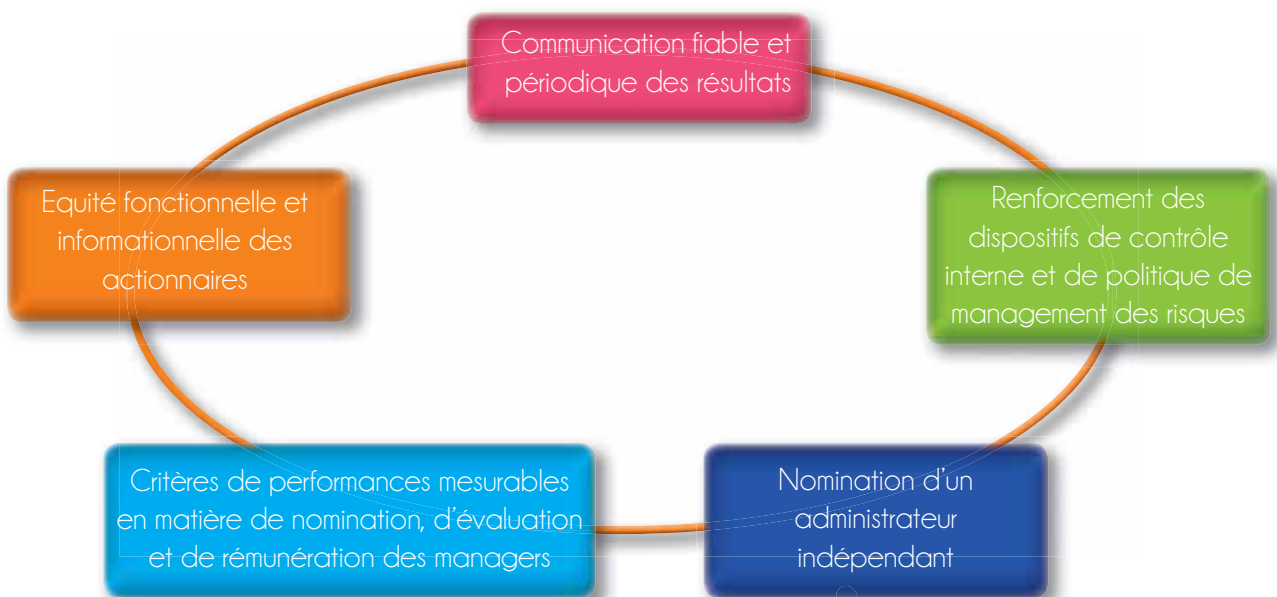 Communication fiable et
périodique des résultats
Equité fonctionnelle et
informationnelle des
actionnaires
Renforcement des
dispositifs de contrôle
interne et de politique de
management des risques
Critères de performances mesurables
en matière de nomination, d'évaluation
et de rémunération des managers
Nomination d'un
administrateur
indépendant